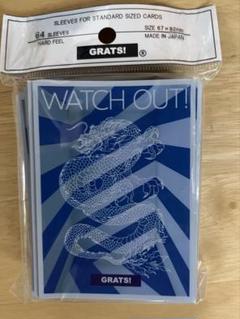 SLEEVES FOR STANDARD SIZED CARDS
64 SLEEVES
HARD FEEL
GRATS!
®
SIZE 67 × 92mm
MADE IN JAPAN
WATCH OUT!
GRATS!